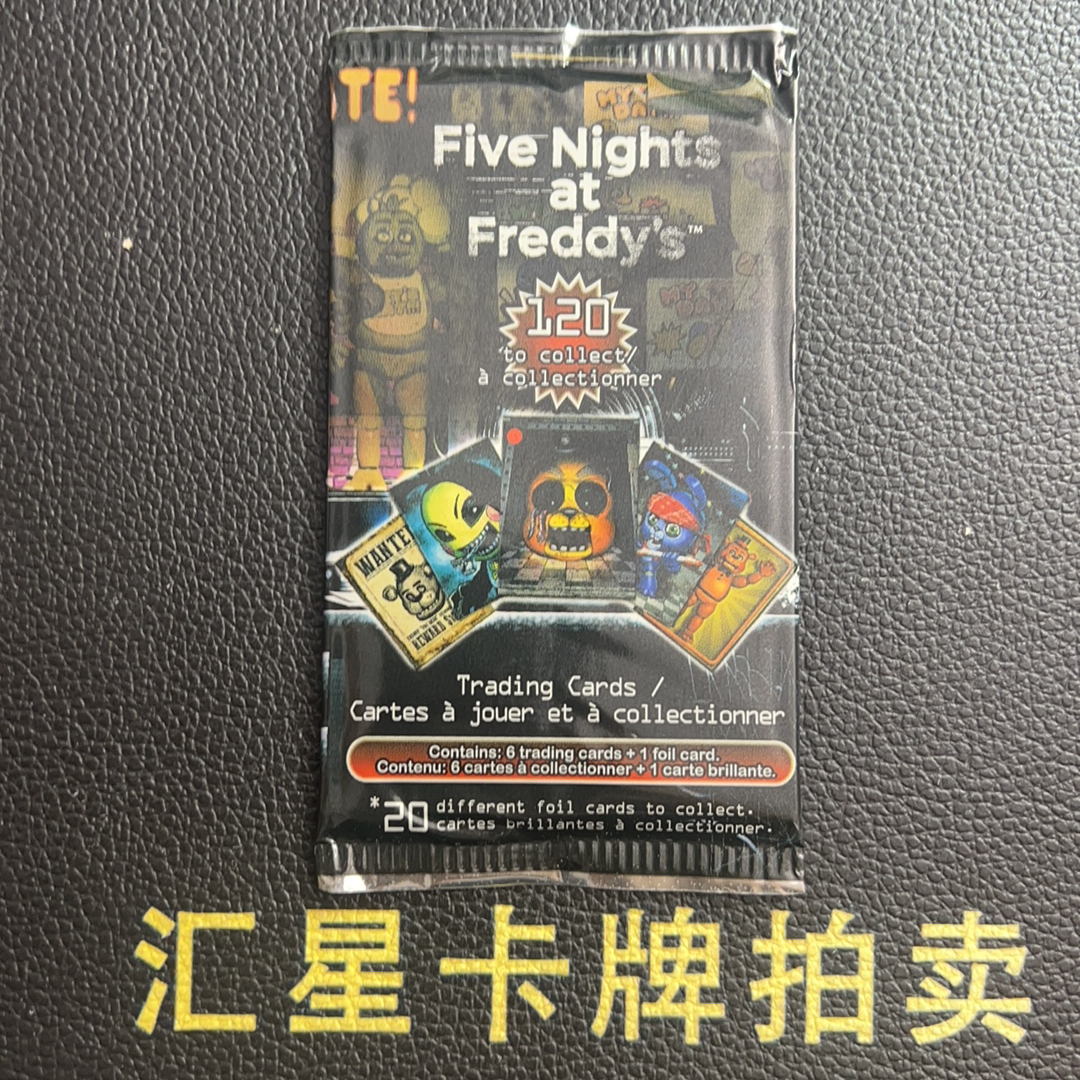 TE!
Five Nights
at
Freddy's™
120
to collect/
à collectionner
WANTE
REWARD
Trading Cards /
Cartes à jouer et à collectionner
Contains: 6 trading cards + 1 foil card.
Contenu: 6 cartes à collectionner + 1 carte brillante.
*20 different foil cards to collect.
cartes brillantes à collectionner.
汇星卡牌拍卖